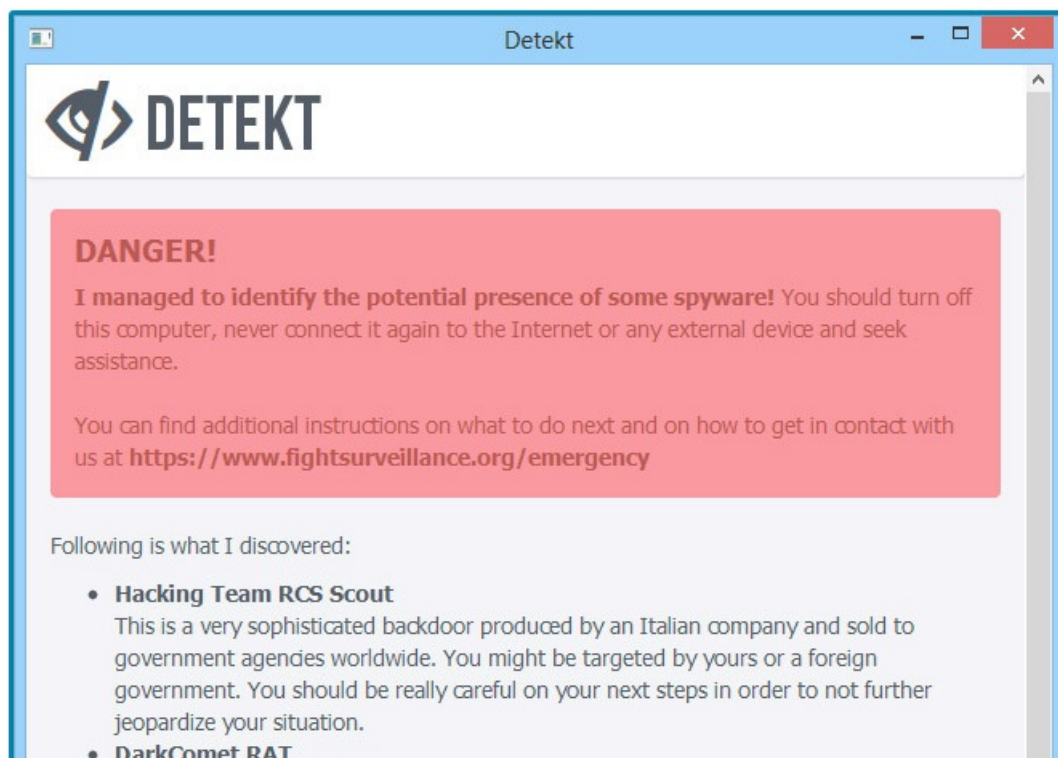 Detekt
DETEKT
DANGER!
I managed to identify the potential presence of some spyware! You should turn off
this computer, never connect it again to the Internet or any external device and seek
assistance.
You can find additional instructions on what to do next and on how to get in contact with
us at https://www.fightsurveillance.org/emergency
Following is what I discovered:
• Hacking Team RCS Scout
This is a very sophisticated backdoor produced by an Italian company and sold to
government agencies worldwide. You might be targeted by yours or a foreign
government. You should be really careful on your next steps in order to not further
jeopardize your situation.
• DarkComet RAT